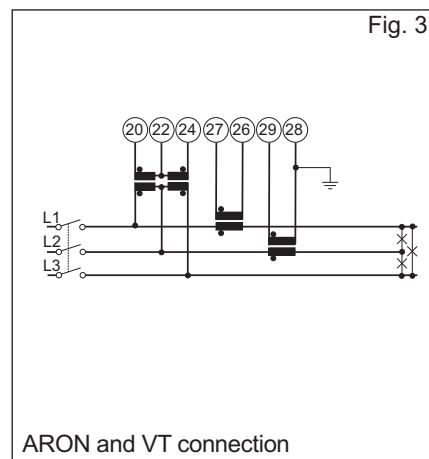 Fig. 3
20 22 24 27 26 29 28
L1
L2
L3
ARON and VT connection